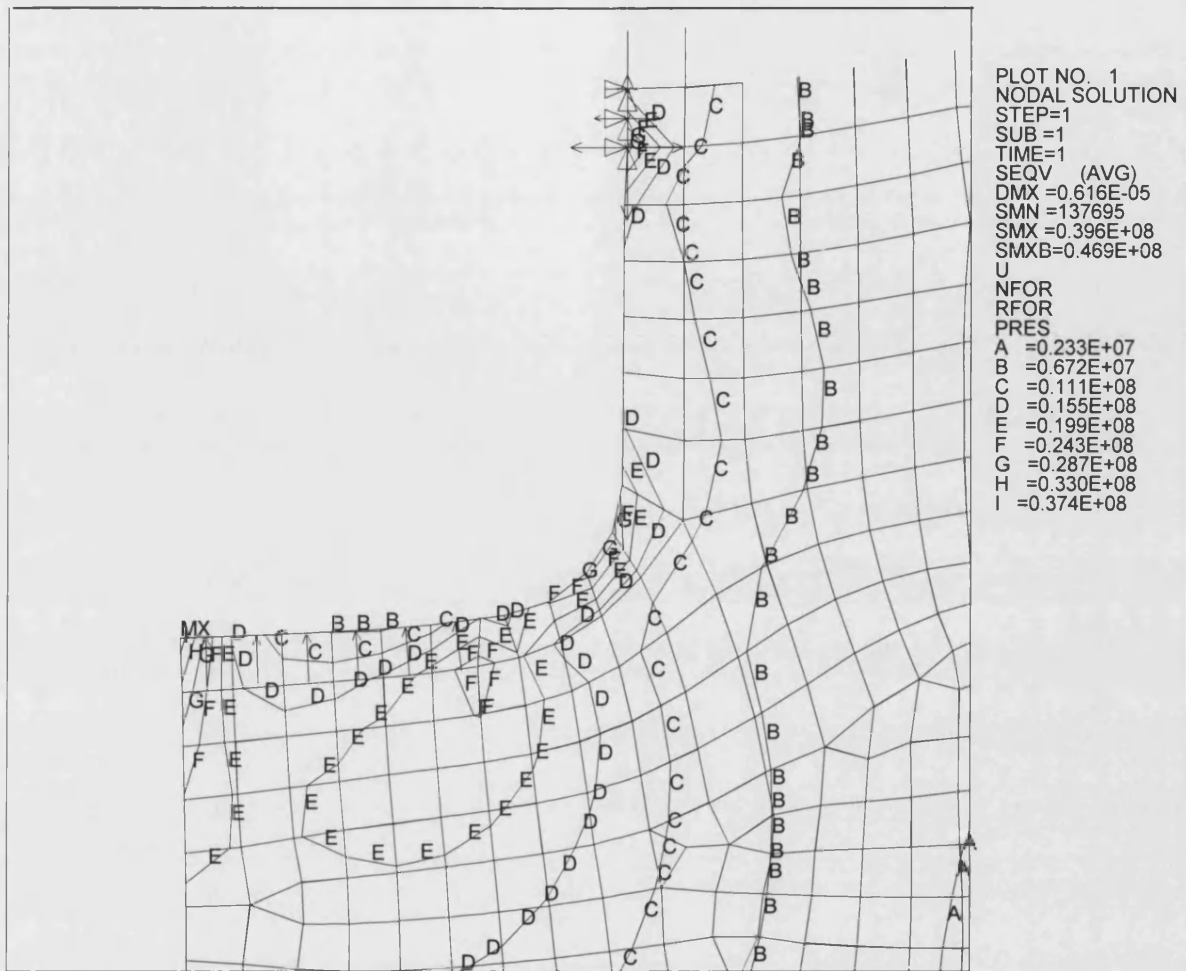 PLOT NO. 1
NODAL SOLUTION
STEP=1
SUB =1
TIME=1
SEQV (AVG)
DMX =0.616E-05
SMN =137695
SMX =0.396E+08
SMXB=0.469E+08
U
NFOR
RFOR
PRES
A =0.233E+07
B =0.672E+07
C =0.111E+08
D =0.155E+08
E =0.199E+08
F =0.243E+08
G =0.287E+08
H =0.330E+08
I =0.374E+08
MX